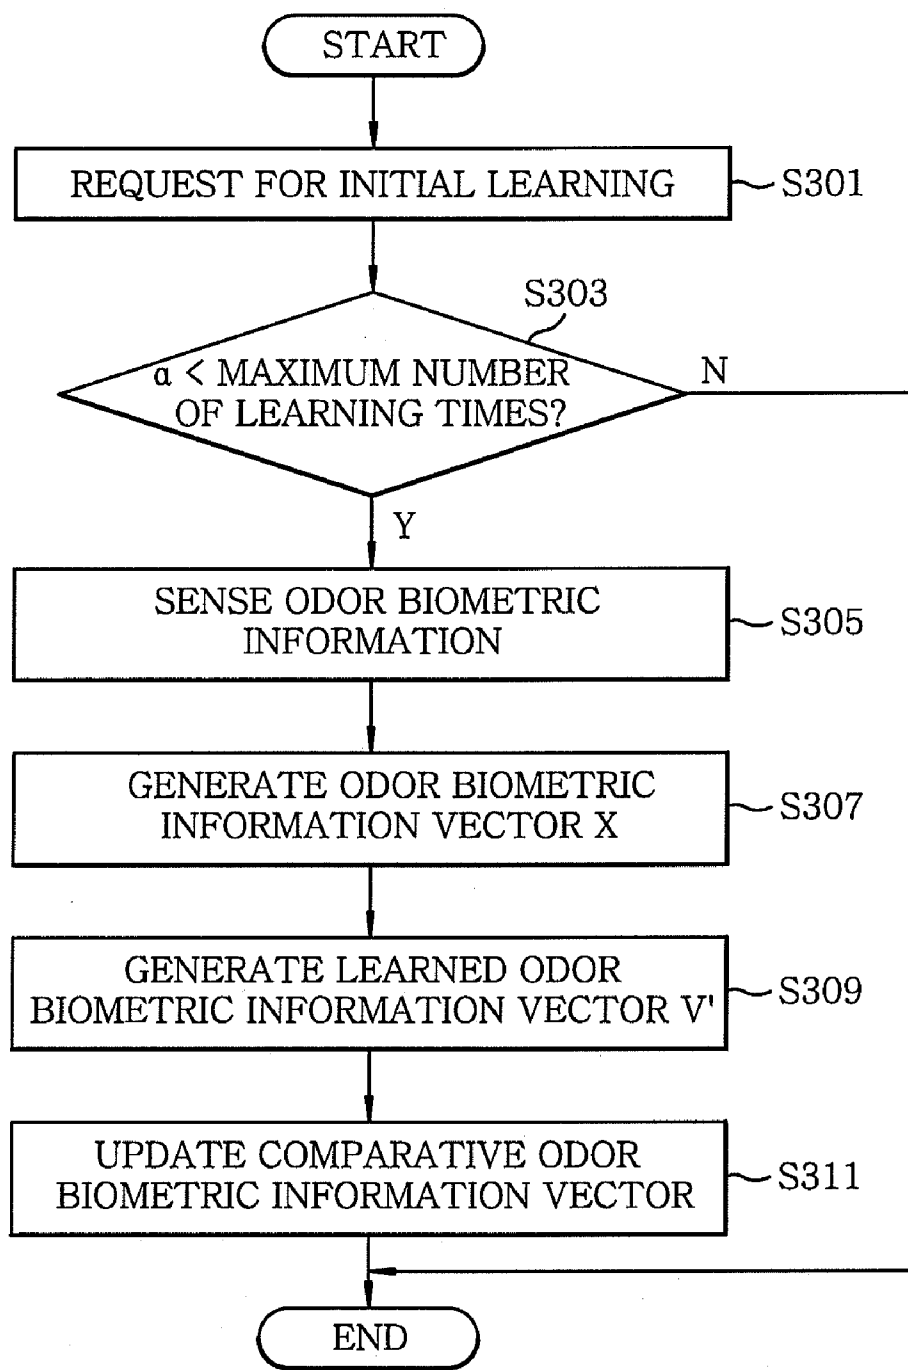 START
REQUEST FOR INITIAL LEARNING
S301
S303
α < MAXIMUM NUMBER
OF LEARNING TIMES?
N
Y
SENSE ODOR BIOMETRIC
INFORMATION
S305
GENERATE ODOR BIOMETRIC
INFORMATION VECTOR X
S307
GENERATE LEARNED ODOR
BIOMETRIC INFORMATION VECTOR V'
S309
UPDATE COMPARATIVE ODOR
BIOMETRIC INFORMATION VECTOR
S311
END